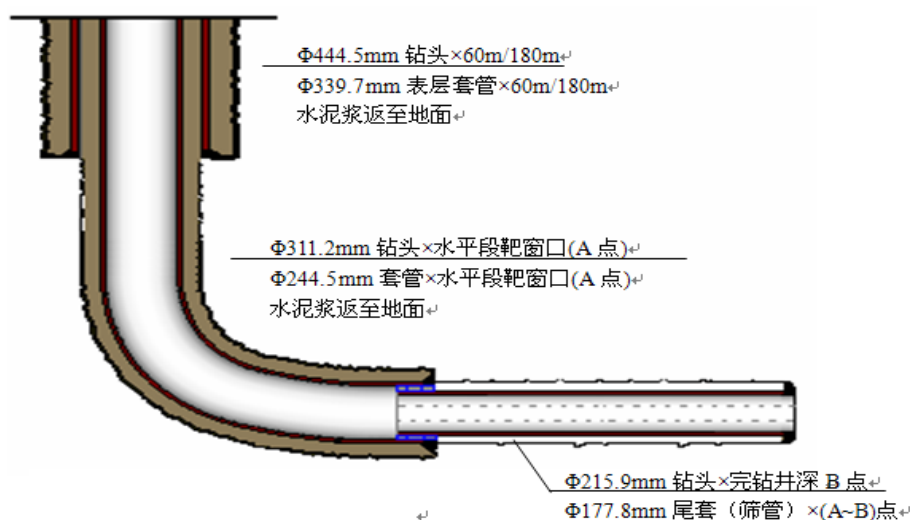 Φ444.5mm 钻头×60m/180m
Φ339.7mm 表层套管×60m/180m
水泥浆返至地面
Φ311.2mm 钻头×水平段靶窗口(A 点)
Φ244.5mm 套管×水平段靶窗口(A 点)
水泥浆返至地面
Φ215.9mm 钻头×完钻井深 B 点
Φ177.8mm 尾套（筛管）×(A~B)点